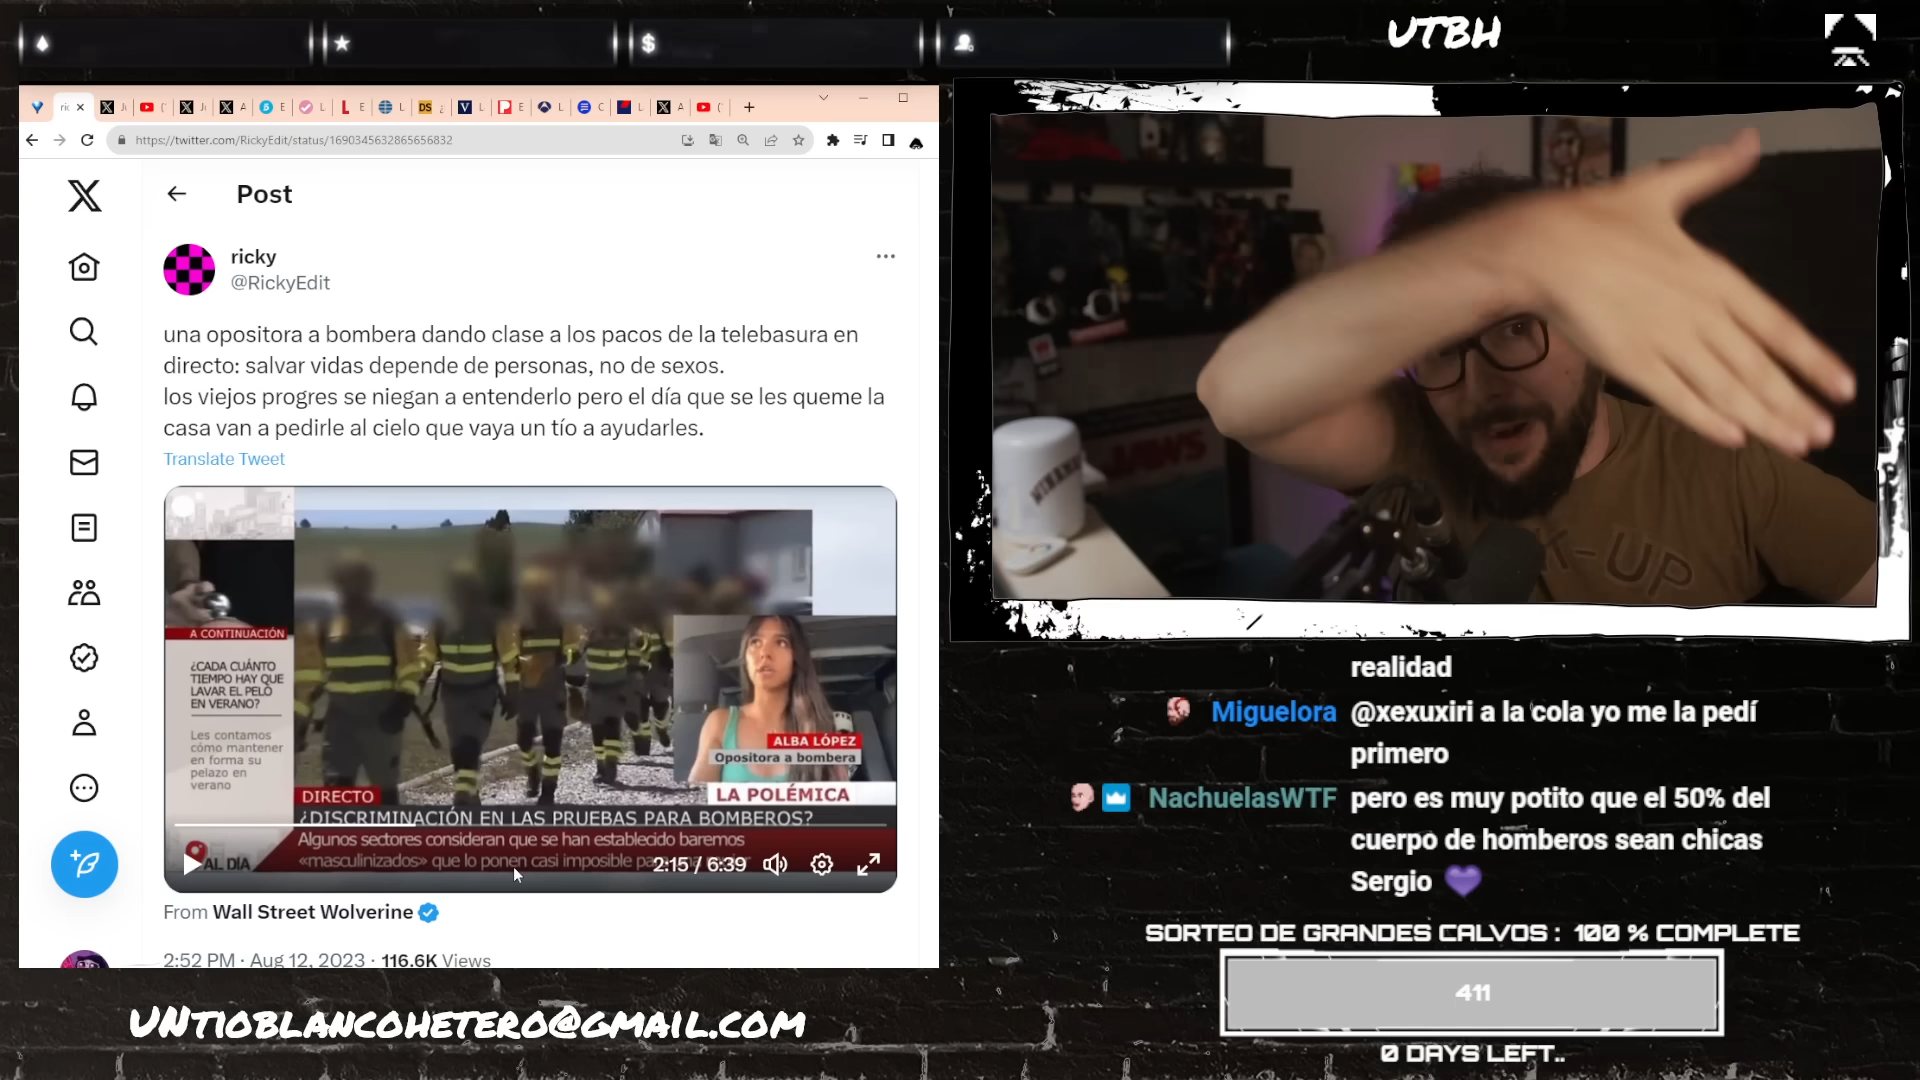 UTBH
https://twitter.com/RickyEdit/status/1690345632865656832
Post
ricky
@RickyEdit
una opositora a bombera dando clase a los pacos de la telebasura en
directo: salvar vidas depende de personas, no de sexos.
los viejos progres se niegan a entenderlo pero el día que se les queme la
casa van a pedirle al cielo que vaya un tío a ayudarles.
Translate Tweet
A CONTINUACIÓN
¿CADA CUÁNTO
TIEMPO HAY QUE
LAVAR EL PELO
EN VERANO?
Les contamos
cómo mantener
en forma su
pelazo en
verano
ALBA LÓPEZ
Opositora a bombera
LA POLÉMICA
DIRECTO
¿DISCRIMINACIÓN EN LAS PRUEBAS PARA BOMBEROS?
Algunos sectores consideran que se han establecido baremos
«masculinizados» que lo ponen casi imposible
AL DÍA
2:15 / 6:39
From Wall Street Wolverine
2:52 PM · Aug 12, 2023 · 116.6K Views
JAWS
K-UP
realidad
Miguelora @xexuxiri a la cola yo me la pedí
primero
NachuelasWTF pero es muy potito que el 50% del
cuerpo de homberos sean chicas
Sergio
SORTEO DE GRANDES CALVOS : 100 % COMPLETE
411
0 DAYS LEFT..
UNTIOBLANCOHETERO@GMAIL.COM